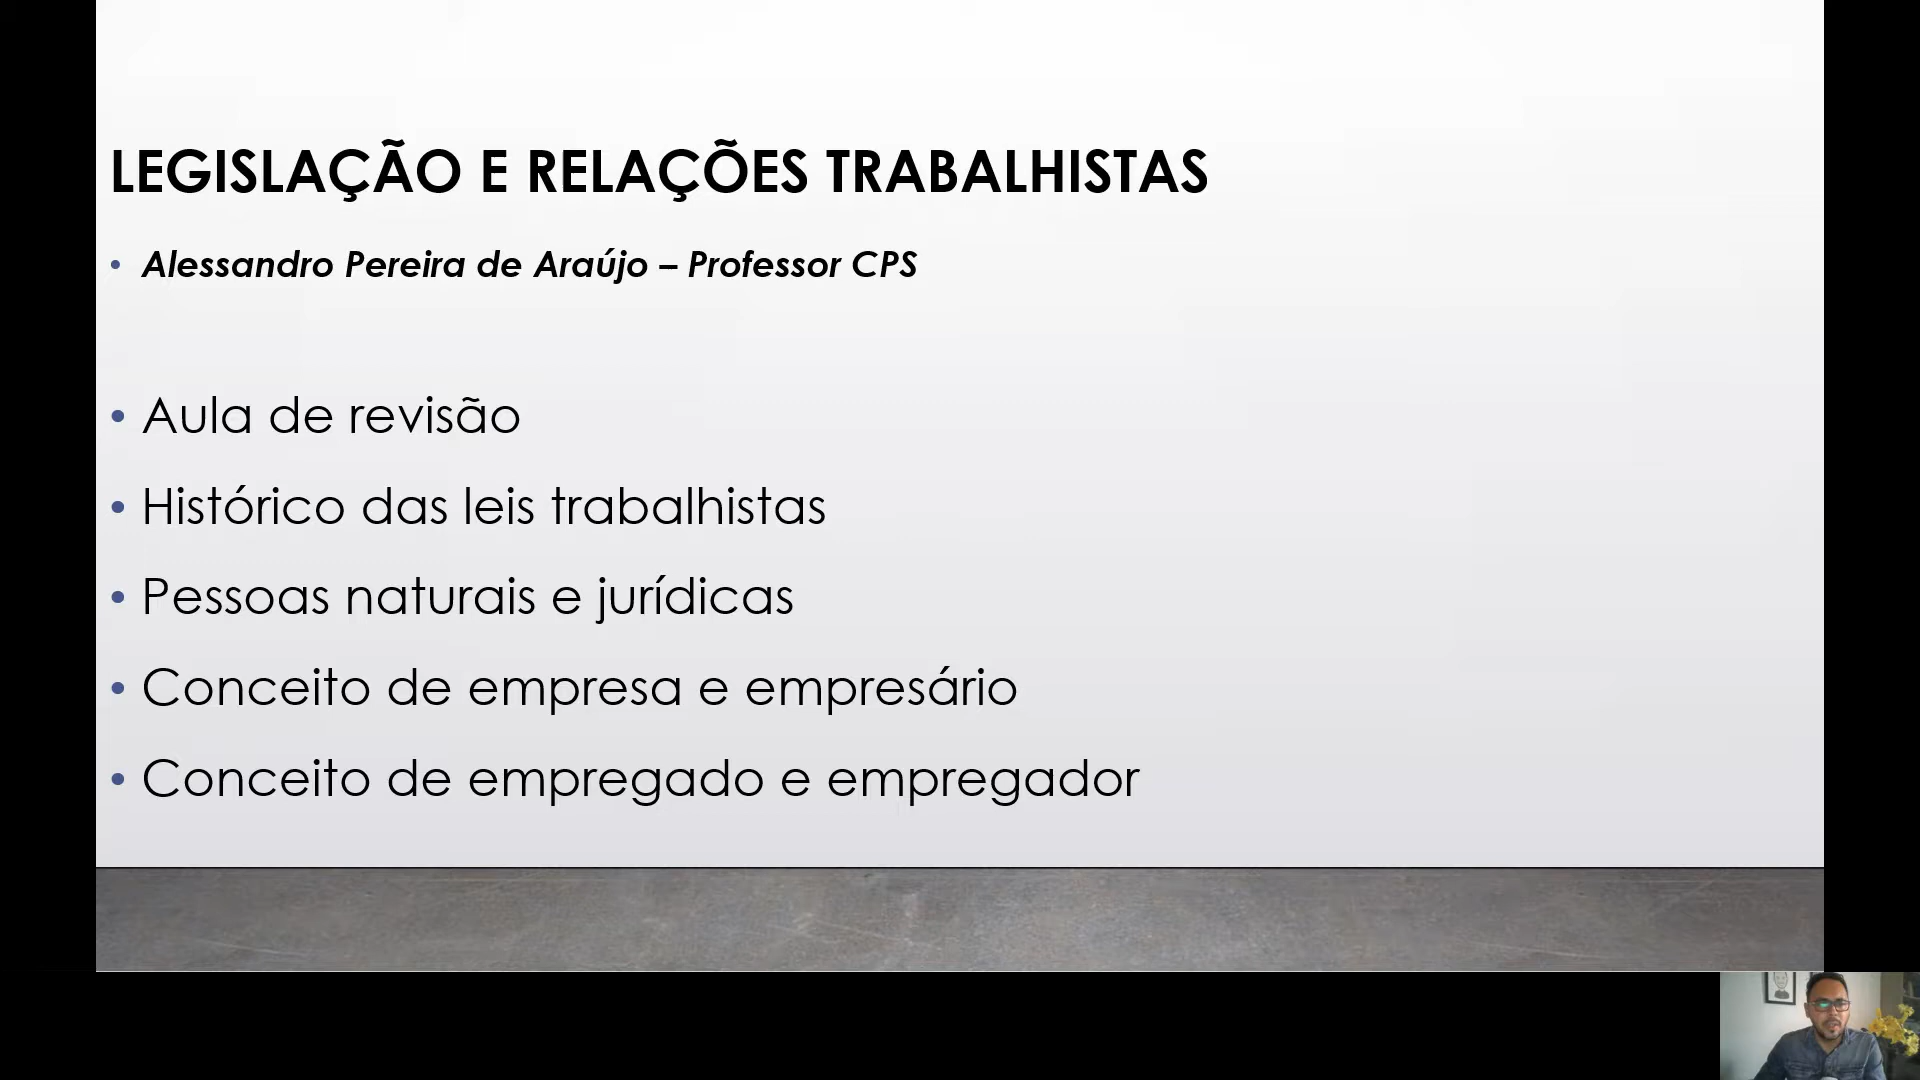 LEGISLAÇÃO E RELAÇÕES TRABALHISTAS
• Alessandro Pereira de Araújo – Professor CPS
• Aula de revisão
• Histórico das leis trabalhistas
• Pessoas naturais e jurídicas
• Conceito de empresa e empresário
• Conceito de empregado e empregador